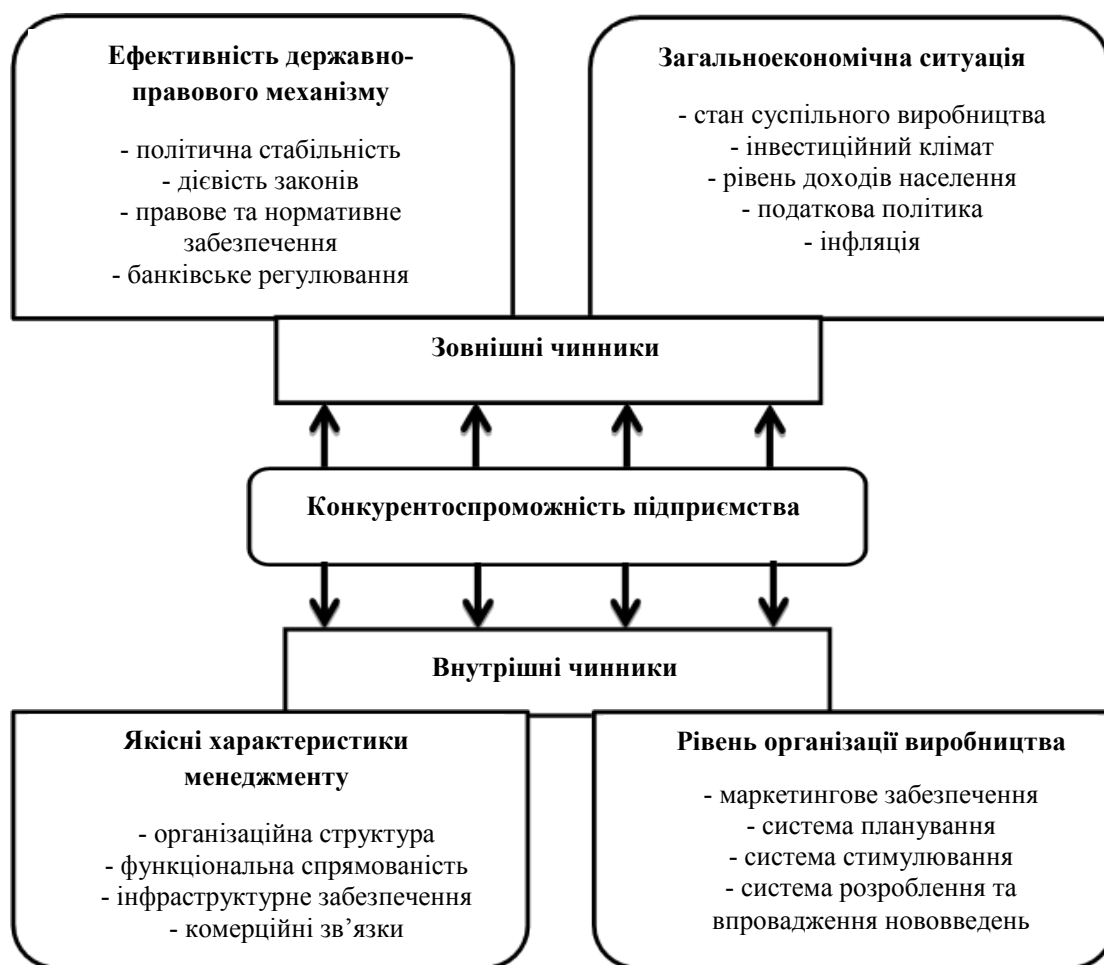 Ефективність державно-
правового механізму
- політична стабільність
- дієвість законів
- правове та нормативне
забезпечення
- банківське регулювання
Загальноекономічна ситуація
- стан суспільного виробництва
- інвестиційний клімат
- рівень доходів населення
- податкова політика
- інфляція
Зовнішні чинники
Конкурентоспроможність підприємства
Внутрішні чинники
Якісні характеристики
менеджменту
- організаційна структура
- функціональна спрямованість
- інфраструктурне забезпечення
- комерційні зв’язки
Рівень організації виробництва
- маркетингове забезпечення
- система планування
- система стимулювання
- система розроблення та
впровадження нововведень